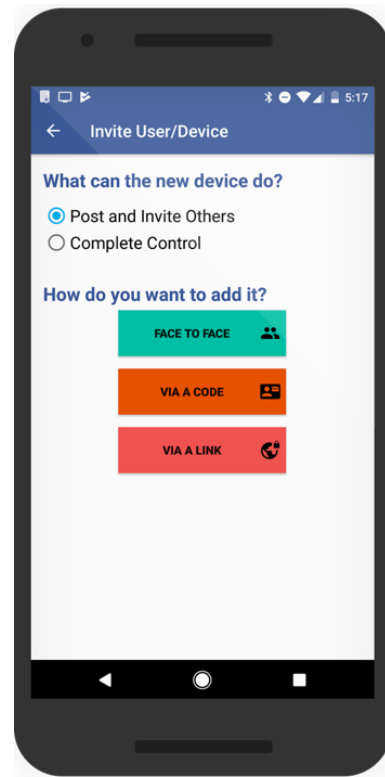 5:17
Invite User/Device
What can the new device do?
Post and Invite Others
Complete Control
How do you want to add it?
FACE TO FACE
VIA A CODE
VIA A LINK